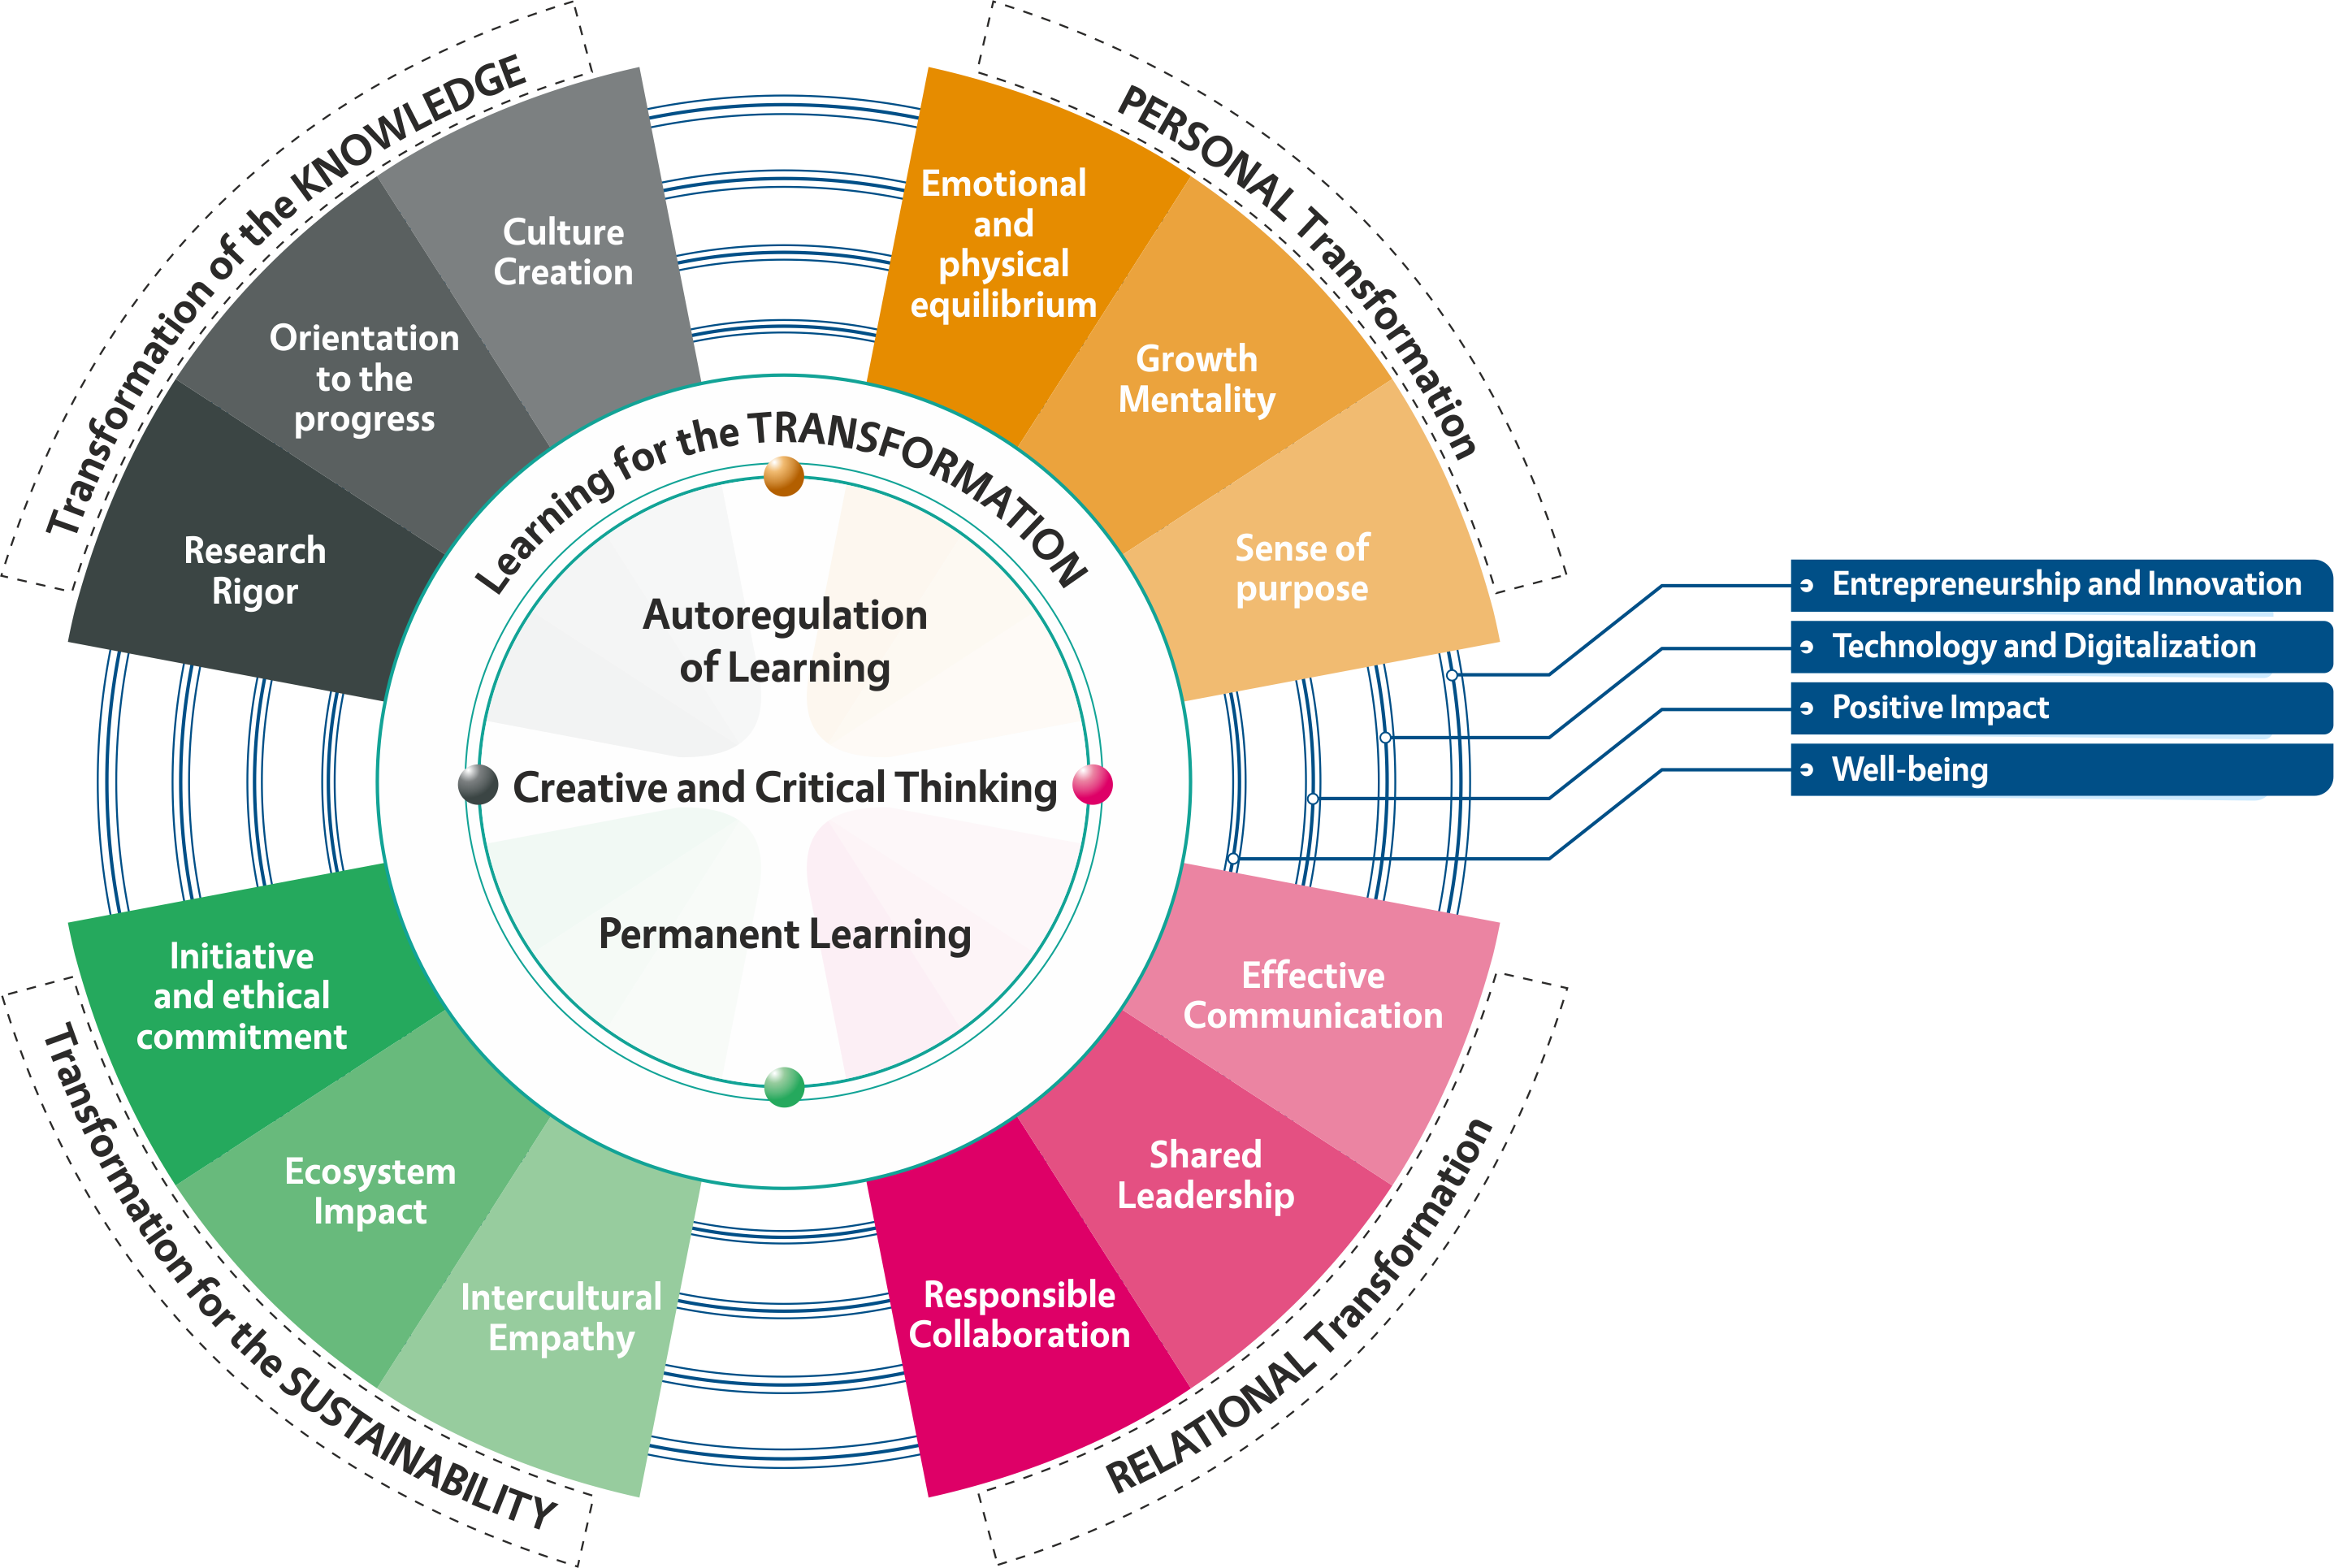 Transformation of the KNOWLEDGE
Culture
Creation
Orientation
to the
progress
Research
Rigor
PERSONAL Transformation
Emotional
and
physical
equilibrium
Growth
Mentality
Sense of
purpose
Learning for the TRANSFORMATION
Autoregulation
of Learning
Creative and Critical Thinking
Permanent Learning
Entrepreneurship and Innovation
Technology and Digitalization
Positive Impact
Well-being
Initiative
and ethical
commitment
Ecosystem
Impact
Intercultural
Empathy
Transformation for the SUSTAINABILITY
Effective
Communication
Shared
Leadership
Responsible
Collaboration
RELATIONAL Transformation